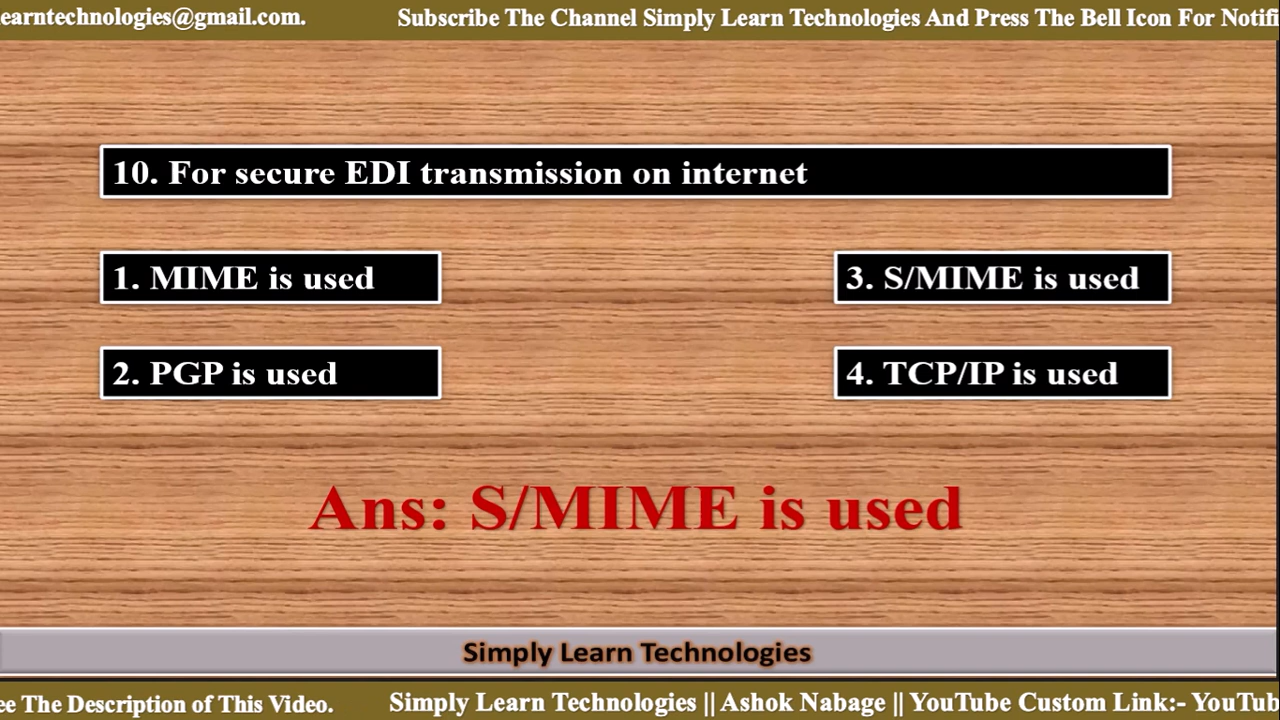 earntechnologies@gmail.com. Subscribe The Channel Simply Learn Technologies And Press The Bell Icon For Notifi
10. For secure EDI transmission on internet
1. MIME is used
3. S/MIME is used
2. PGP is used
4. TCP/IP is used
Ans: S/MIME is used
Simply Learn Technologies
ee The Description of This Video. Simply Learn Technologies || Ashok Nabage || YouTube Custom Link:- YouTub